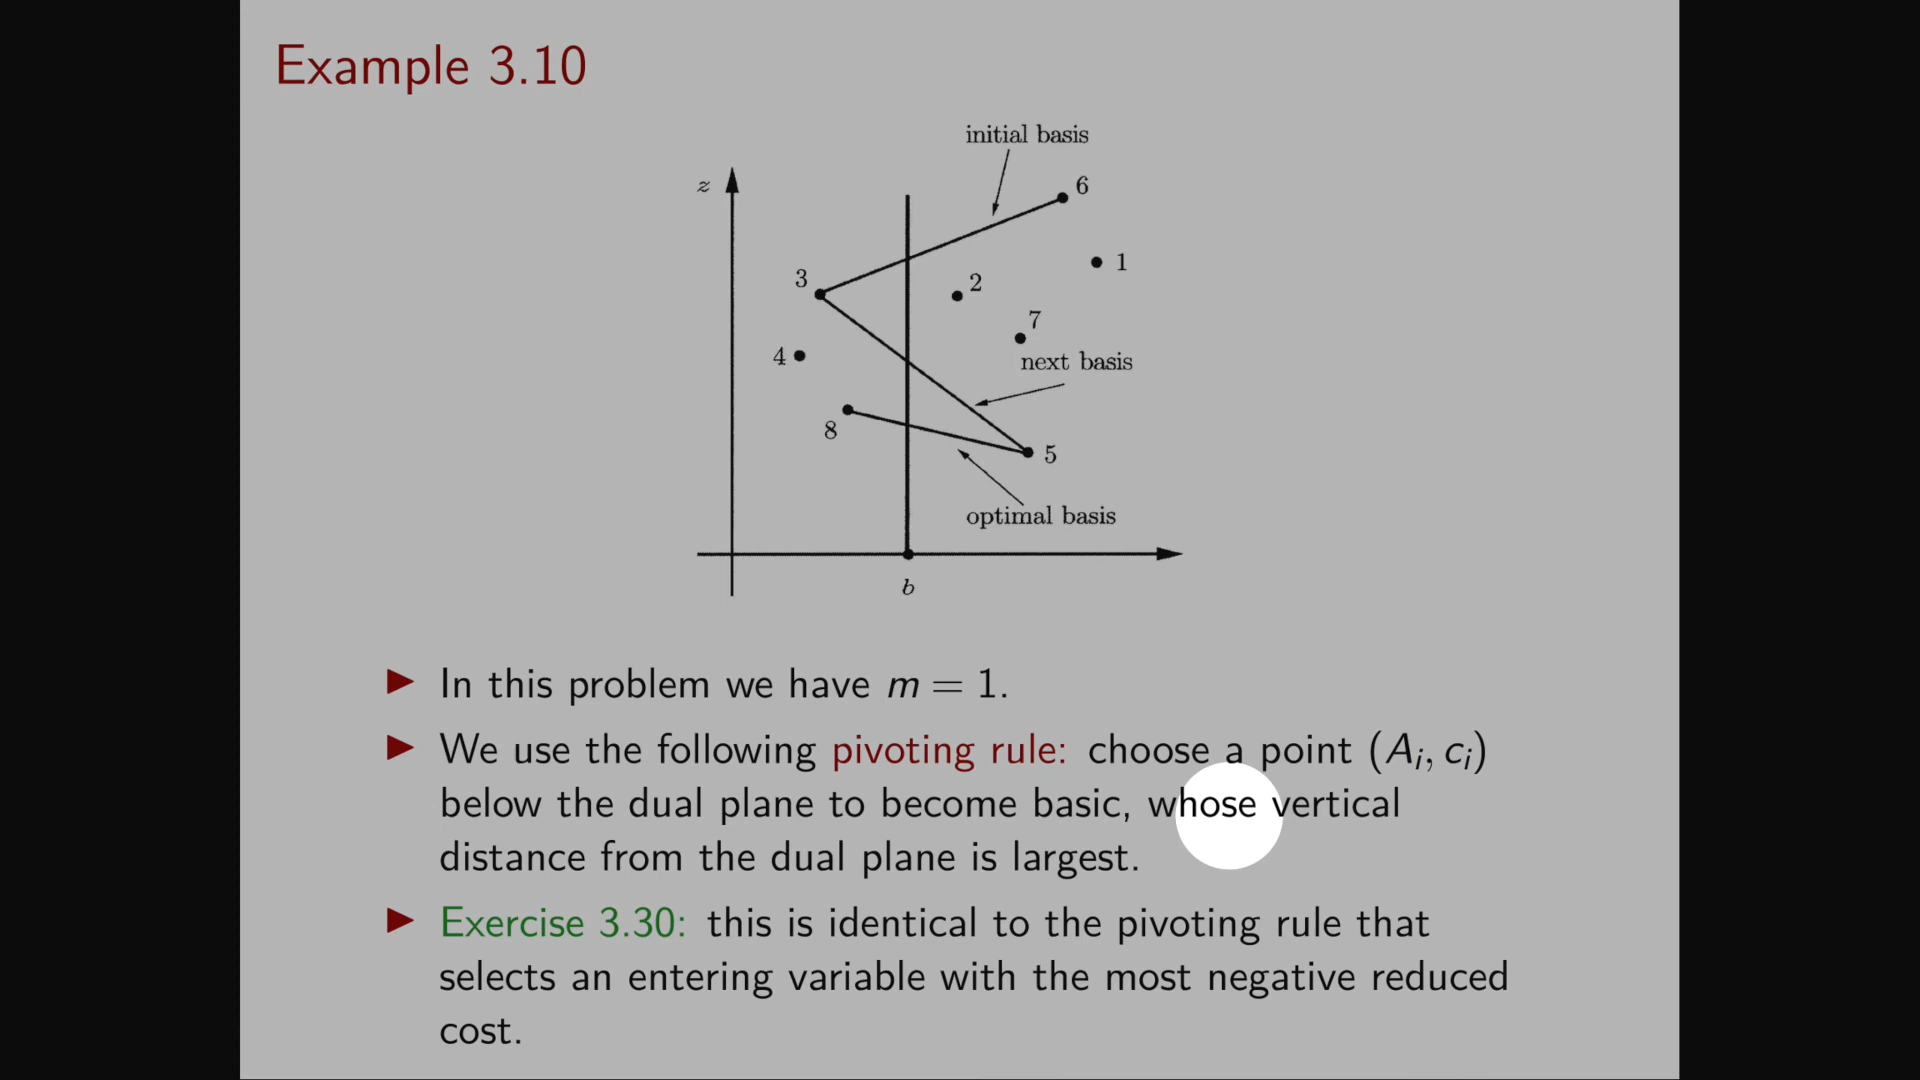 Example 3.10
initial basis
z
6
1
3
2
7
4
next basis
8
5
optimal basis
b
▶ In this problem we have m = 1.
▶ We use the following pivoting rule: choose a point (Aᵢ, cᵢ)
below the dual plane to become basic, whose vertical
distance from the dual plane is largest.
▶ Exercise 3.30: this is identical to the pivoting rule that
selects an entering variable with the most negative reduced
cost.